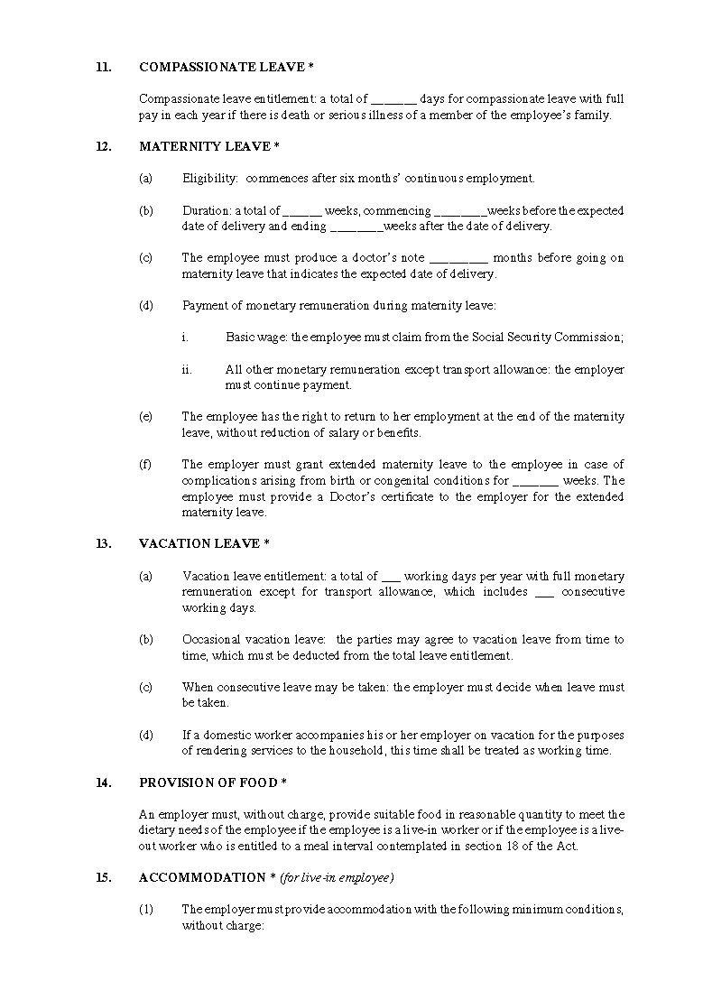 11. COMPASSIONATE LEAVE *
Compassionate leave entitlement: a total of _______ days for compassionate leave with full
pay in each year if there is death or serious illness of a member of the employee's family.
12. MATERNITY LEAVE *
(a) Eligibility: commences after six months' continuous employment.
(b) Duration: a total of ______ weeks, commencing ________weeks before the expected
date of delivery and ending ________weeks after the date of delivery.
(c) The employee must produce a doctor's note _________ months before going on
maternity leave that indicates the expected date of delivery.
(d) Payment of monetary remuneration during maternity leave:
i. Basic wage: the employee must claim from the Social Security Commission;
ii. All other monetary remuneration except transport allowance: the employer
must continue payment.
(e) The employee has the right to return to her employment at the end of the maternity
leave, without reduction of salary or benefits.
(f) The employer must grant extended maternity leave to the employee in case of
complications arising from birth or congenital conditions for _______ weeks. The
employee must provide a Doctor's certificate to the employer for the extended
maternity leave.
13. VACATION LEAVE *
(a) Vacation leave entitlement: a total of ___ working days per year with full monetary
remuneration except for transport allowance, which includes ___ consecutive
working days.
(b) Occasional vacation leave: the parties may agree to vacation leave from time to
time, which must be deducted from the total leave entitlement.
(c) When consecutive leave may be taken: the employer must decide when leave must
be taken.
(d) If a domestic worker accompanies his or her employer on vacation for the purposes
of rendering services to the household, this time shall be treated as working time.
14. PROVISION OF FOOD *
An employer must, without charge, provide suitable food in reasonable quantity to meet the
dietary needs of the employee if the employee is a live-in worker or if the employee is a live-
out worker who is entitled to a meal interval contemplated in section 18 of the Act.
15. ACCOMMODATION * (for live-in employee)
(1) The employer must provide accommodation with the following minimum conditions,
without charge: